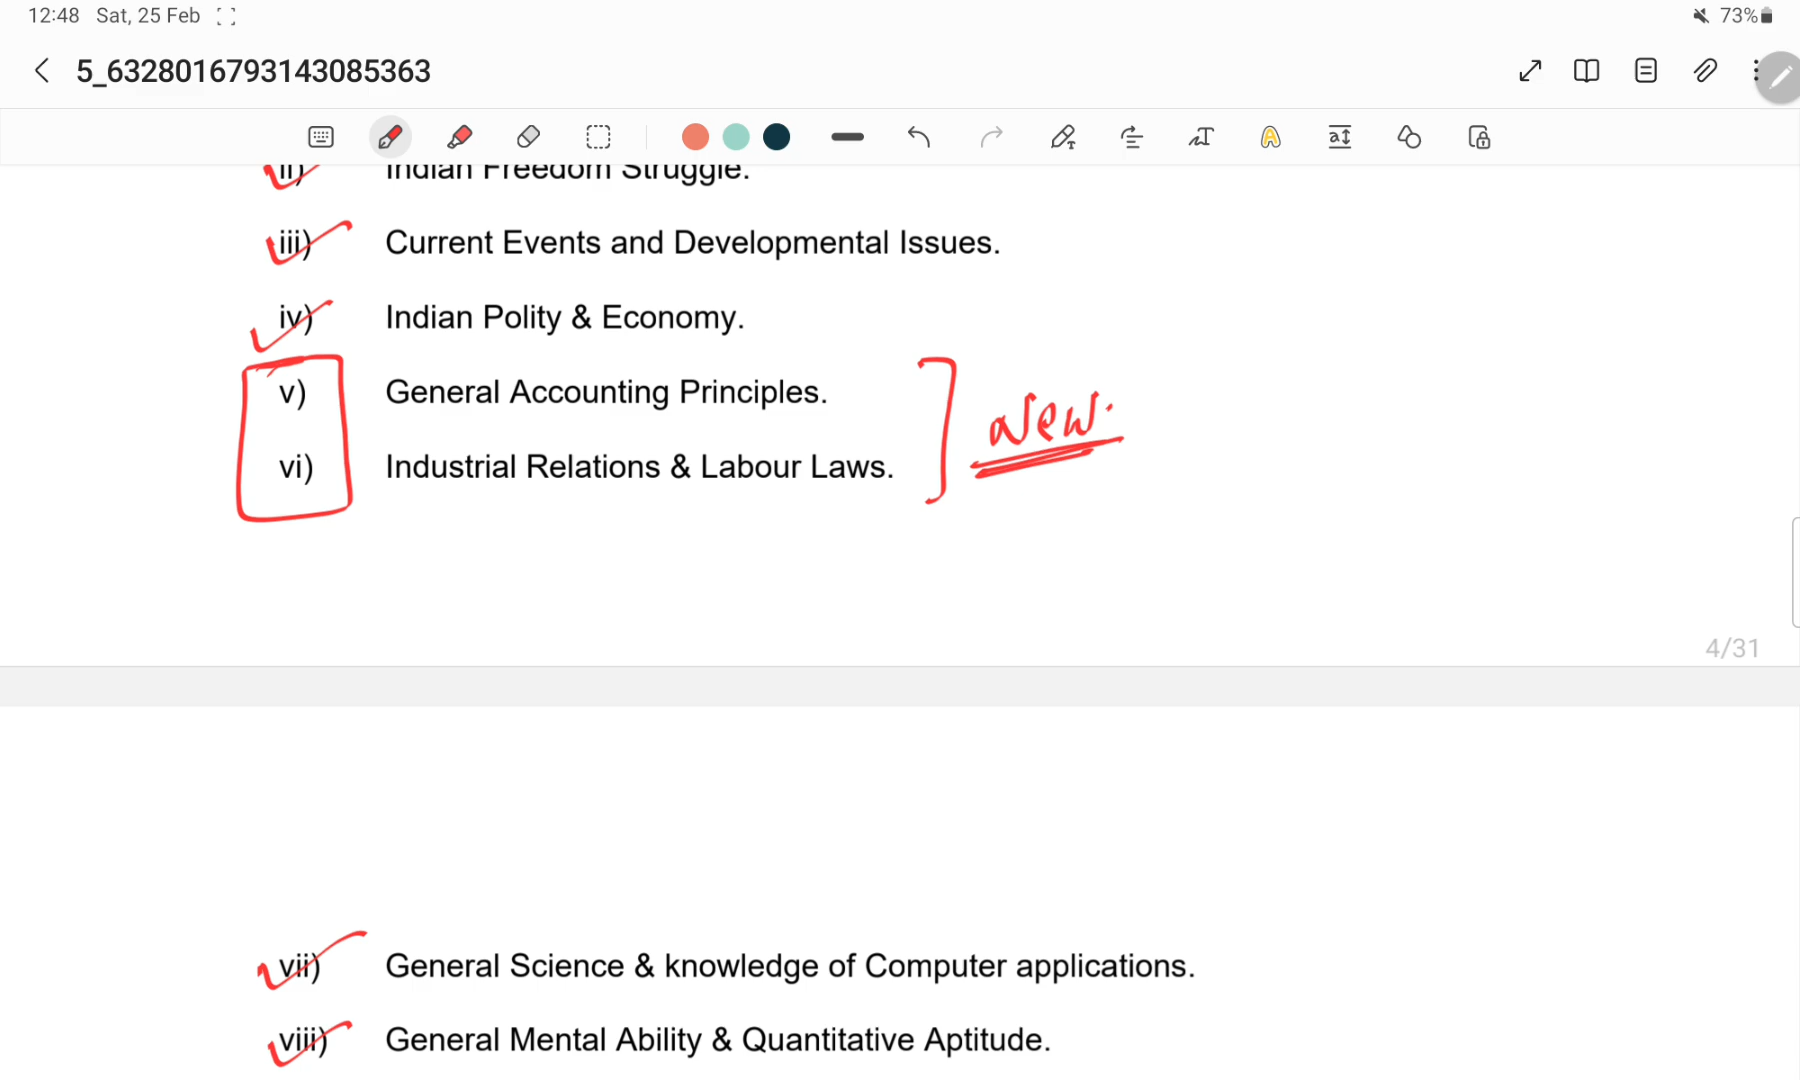 12:48 Sat, 25 Feb 73%
5_6328016793143085363
ii) Indian Freedom Struggle.
iii) Current Events and Developmental Issues.
iv) Indian Polity & Economy.
v) General Accounting Principles.
New.
vi) Industrial Relations & Labour Laws.
4/31
vii) General Science & knowledge of Computer applications.
viii) General Mental Ability & Quantitative Aptitude.